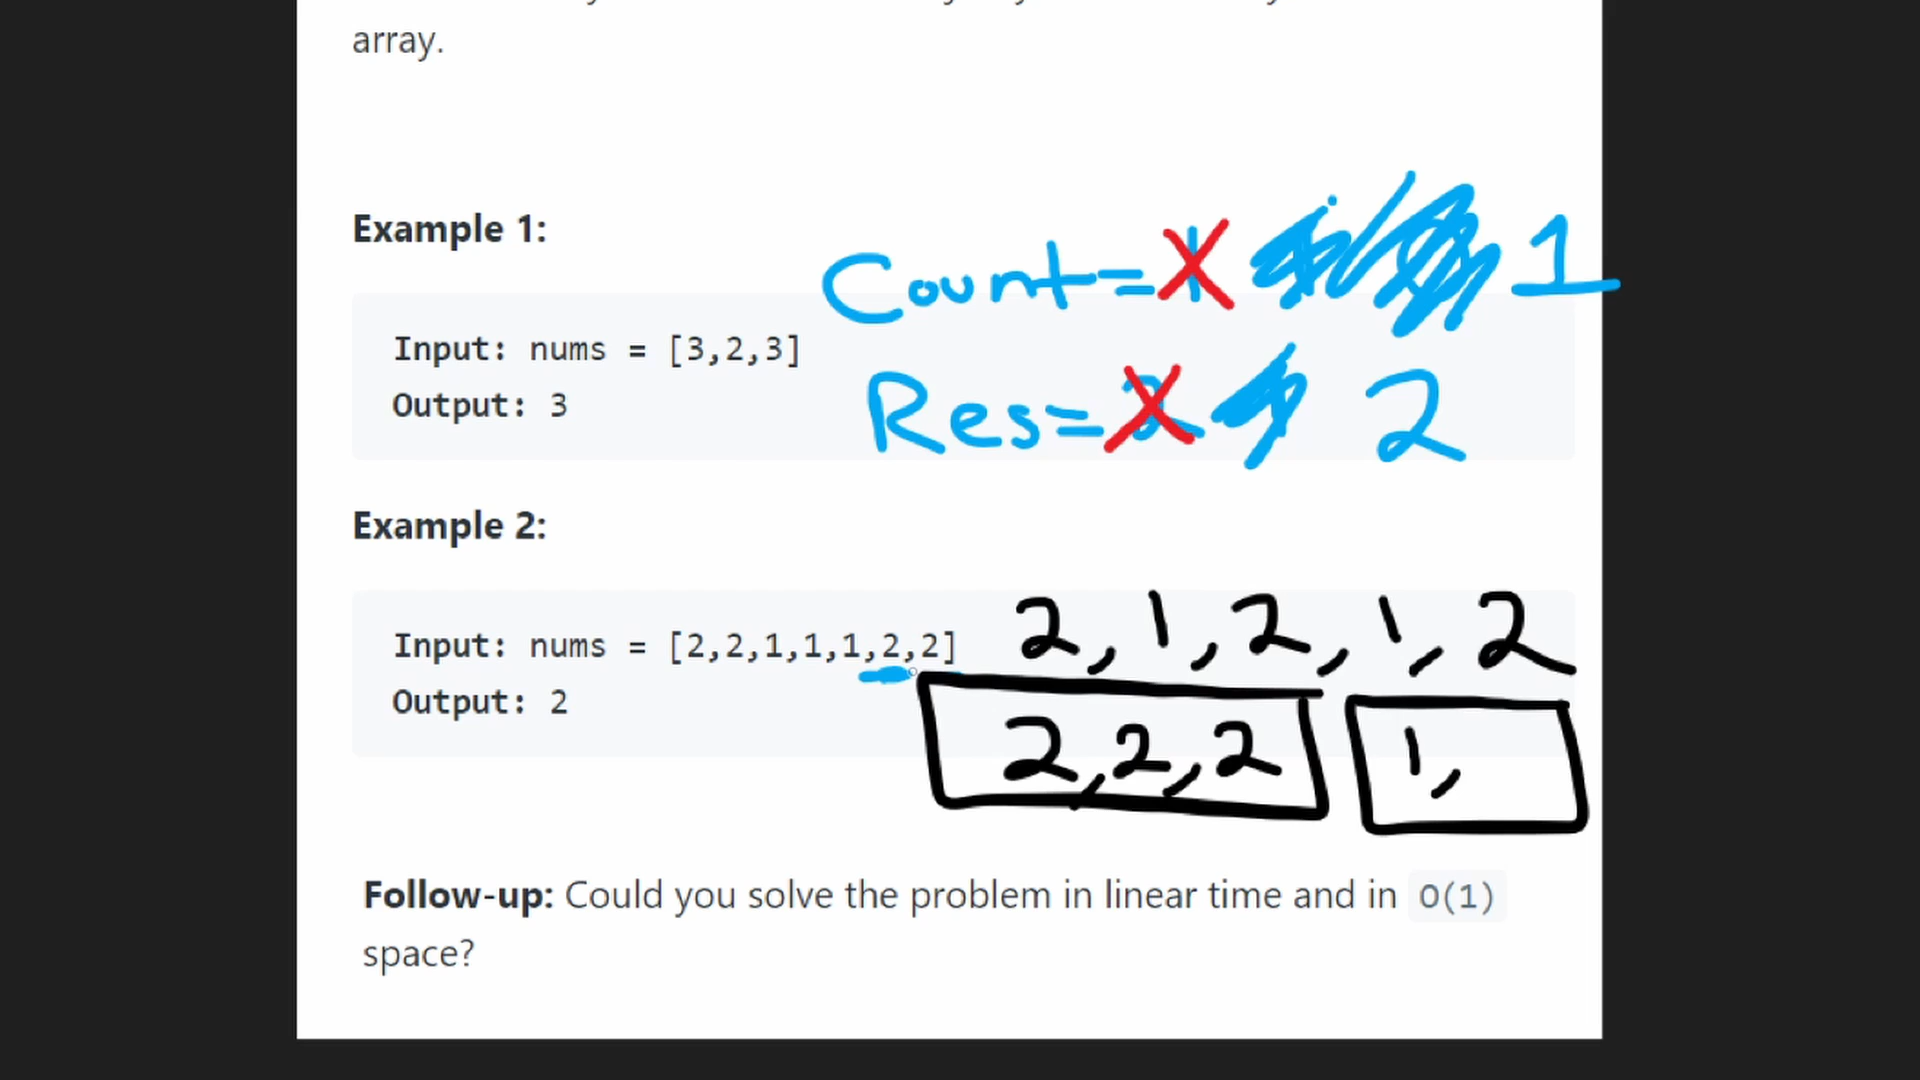 array.
Example 1:
Count= 1
Input: nums = [3,2,3]
Output: 3
Res= 2
Example 2:
Input: nums = [2,2,1,1,1,2,2]
Output: 2
2,1,2,1,2
2,2,2
1,
Follow-up: Could you solve the problem in linear time and in O(1)
space?